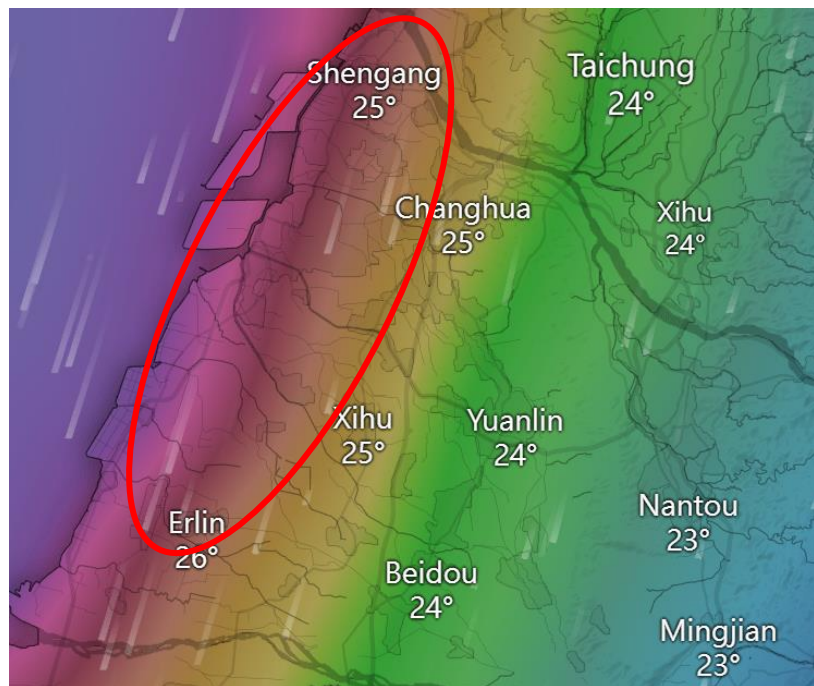 Shengang
25°
Taichung
24°
Changhua
25°
Xihu
24°
Xihu
25°
Yuanlin
24°
Nantou
23°
Erlin
26°
Beidou
24°
Mingjian
23°